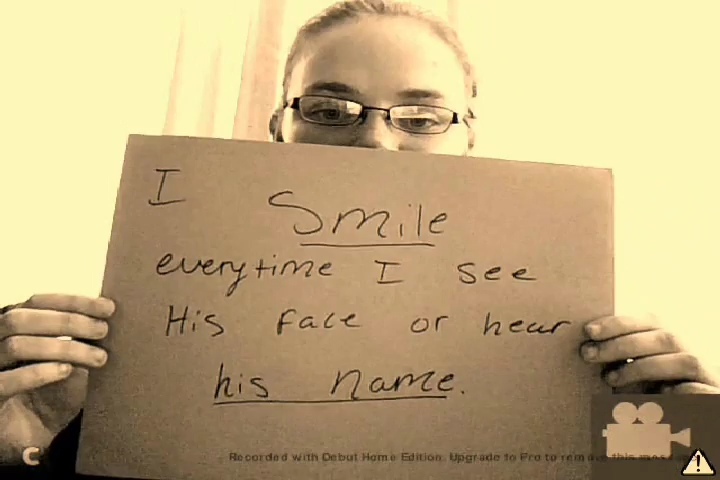 I
Smile
everytime I see
His face or hear
his name.
Recorded with Debut Home Edition. Upgrade to Pro to remove this message